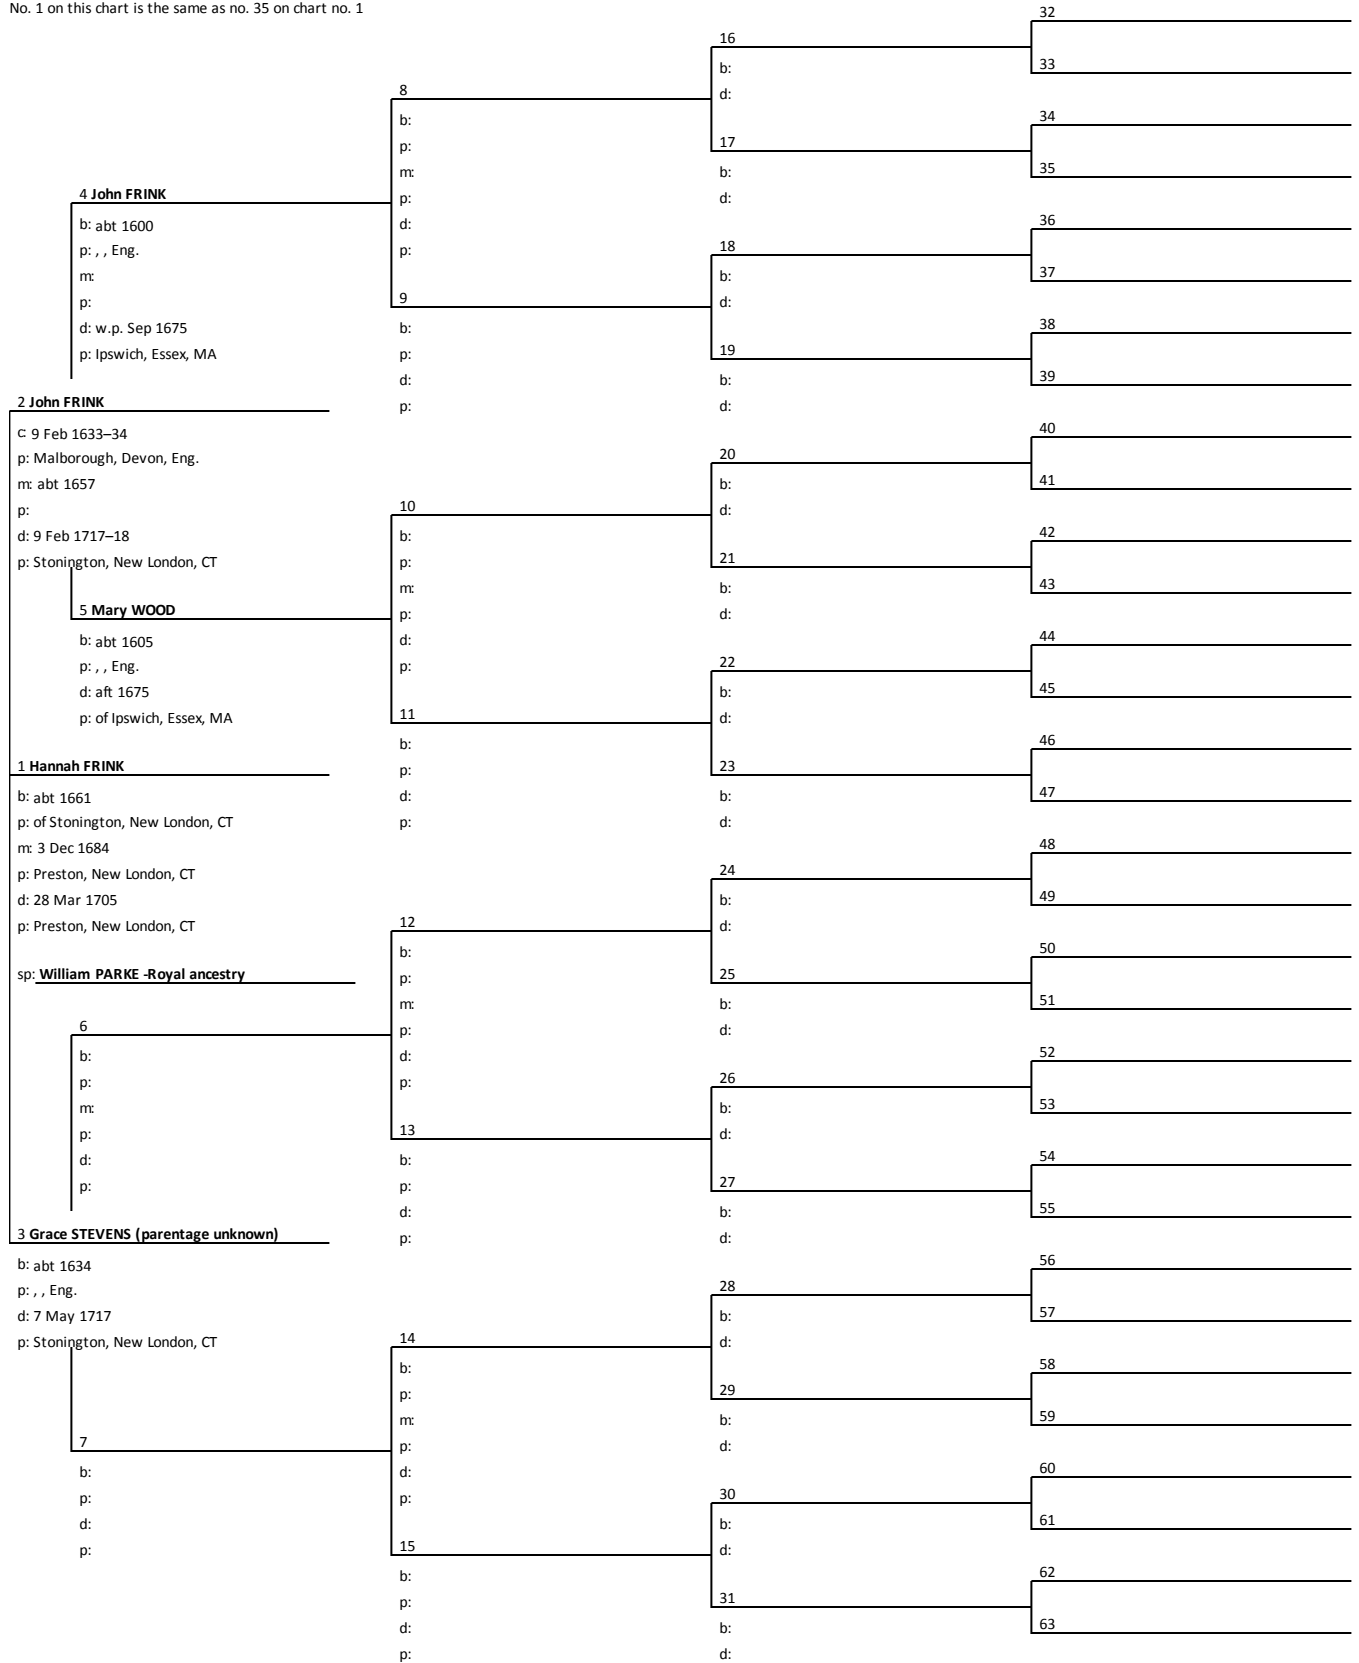 No. 1 on this chart is the same as no. 35 on chart no. 1
4 John FRINK
b: abt 1600
p: , , Eng.
m:
p:
d: w.p. Sep 1675
p: Ipswich, Essex, MA
2 John FRINK
c: 9 Feb 1633–34
p: Malborough, Devon, Eng.
m: abt 1657
p:
d: 9 Feb 1717–18
p: Stonington, New London, CT
5 Mary WOOD
b: abt 1605
p: , , Eng.
d: aft 1675
p: of Ipswich, Essex, MA
1 Hannah FRINK
b: abt 1661
p: of Stonington, New London, CT
m: 3 Dec 1684
p: Preston, New London, CT
d: 28 Mar 1705
p: Preston, New London, CT
sp: William PARKE -Royal ancestry
6
b:
p:
m:
p:
d:
p:
3 Grace STEVENS (parentage unknown)
b: abt 1634
p: , , Eng.
d: 7 May 1717
p: Stonington, New London, CT
7
b:
p:
d:
p:
8
b:
p:
m:
p:
d:
p:
9
b:
p:
d:
p:
10
b:
p:
m:
p:
d:
p:
11
b:
p:
d:
p:
12
b:
p:
m:
p:
d:
p:
13
b:
p:
d:
p:
14
b:
p:
m:
p:
d:
p:
15
b:
p:
d:
p:
16
b:
d:
17
b:
d:
18
b:
d:
19
b:
d:
20
b:
d:
21
b:
d:
22
b:
d:
23
b:
d:
24
b:
d:
25
b:
d:
26
b:
d:
27
b:
d:
28
b:
d:
29
b:
d:
30
b:
d:
31
b:
d:
32
33
34
35
36
37
38
39
40
41
42
43
44
45
46
47
48
49
50
51
52
53
54
55
56
57
58
59
60
61
62
63